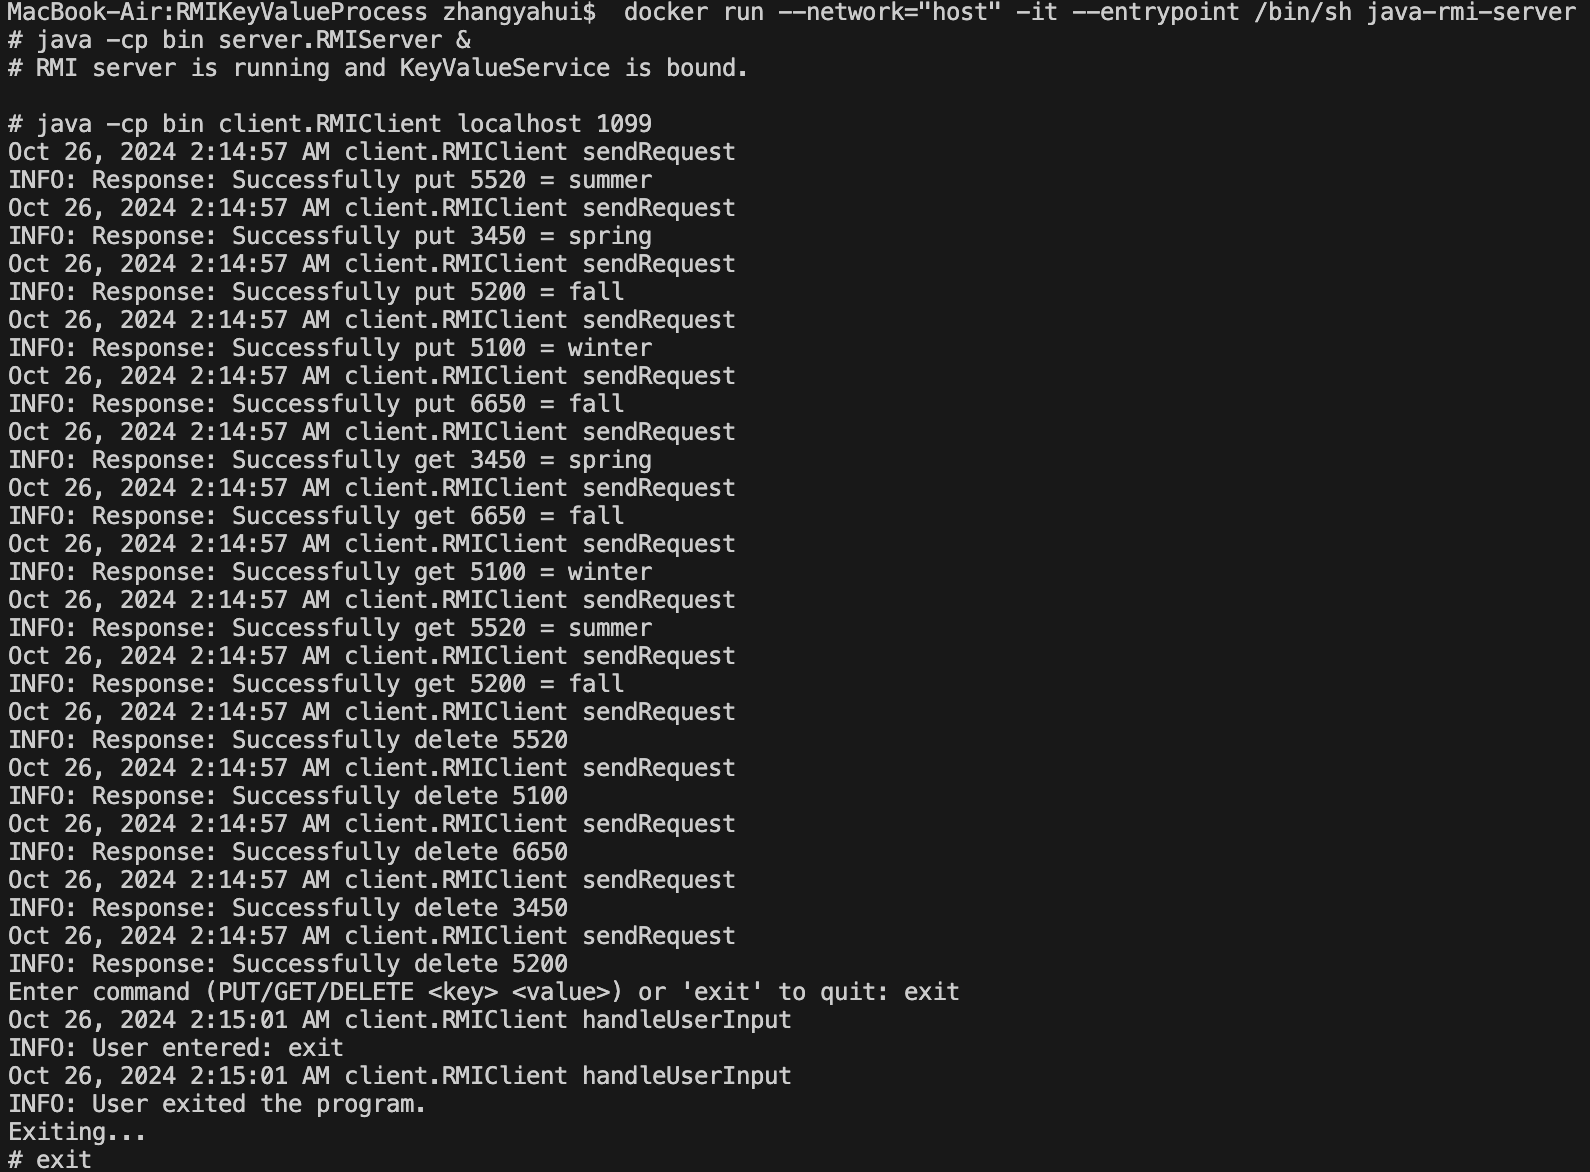 MacBook-Air:RMIKeyValueProcess zhangyahui$  docker run --network="host" -it --entrypoint /bin/sh java-rmi-server
# java -cp bin server.RMIServer &
# RMI server is running and KeyValueService is bound.
# java -cp bin client.RMIClient localhost 1099
Oct 26, 2024 2:14:57 AM client.RMIClient sendRequest
INFO: Response: Successfully put 5520 = summer
Oct 26, 2024 2:14:57 AM client.RMIClient sendRequest
INFO: Response: Successfully put 3450 = spring
Oct 26, 2024 2:14:57 AM client.RMIClient sendRequest
INFO: Response: Successfully put 5200 = fall
Oct 26, 2024 2:14:57 AM client.RMIClient sendRequest
INFO: Response: Successfully put 5100 = winter
Oct 26, 2024 2:14:57 AM client.RMIClient sendRequest
INFO: Response: Successfully put 6650 = fall
Oct 26, 2024 2:14:57 AM client.RMIClient sendRequest
INFO: Response: Successfully get 3450 = spring
Oct 26, 2024 2:14:57 AM client.RMIClient sendRequest
INFO: Response: Successfully get 6650 = fall
Oct 26, 2024 2:14:57 AM client.RMIClient sendRequest
INFO: Response: Successfully get 5100 = winter
Oct 26, 2024 2:14:57 AM client.RMIClient sendRequest
INFO: Response: Successfully get 5520 = summer
Oct 26, 2024 2:14:57 AM client.RMIClient sendRequest
INFO: Response: Successfully get 5200 = fall
Oct 26, 2024 2:14:57 AM client.RMIClient sendRequest
INFO: Response: Successfully delete 5520
Oct 26, 2024 2:14:57 AM client.RMIClient sendRequest
INFO: Response: Successfully delete 5100
Oct 26, 2024 2:14:57 AM client.RMIClient sendRequest
INFO: Response: Successfully delete 6650
Oct 26, 2024 2:14:57 AM client.RMIClient sendRequest
INFO: Response: Successfully delete 3450
Oct 26, 2024 2:14:57 AM client.RMIClient sendRequest
INFO: Response: Successfully delete 5200
Enter command (PUT/GET/DELETE <key> <value>) or 'exit' to quit: exit
Oct 26, 2024 2:15:01 AM client.RMIClient handleUserInput
INFO: User entered: exit
Oct 26, 2024 2:15:01 AM client.RMIClient handleUserInput
INFO: User exited the program.
Exiting...
# exit